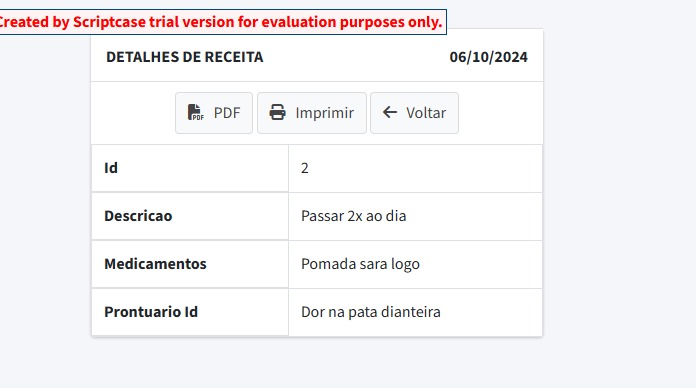 Created by Scriptcase trial version for evaluation purposes only.
DETALHES DE RECEITA 06/10/2024
PDF Imprimir Voltar
Id 2
Descricao Passar 2x ao dia
Medicamentos Pomada sara logo
Prontuario Id Dor na pata dianteira